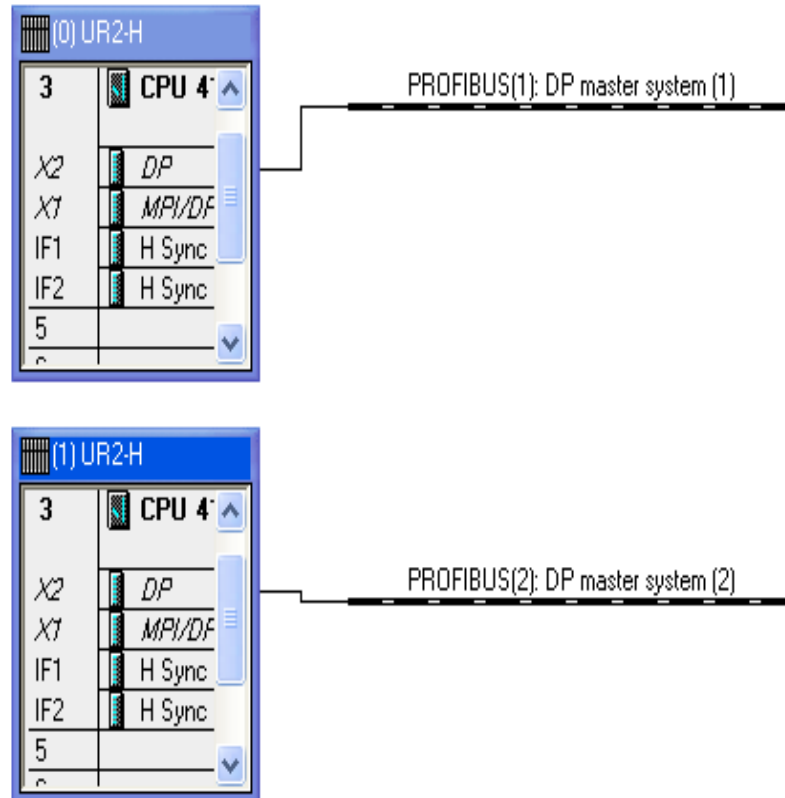 (0) UR2-H
3 CPU 4
X2 DP
X1 MPI/DP
IF1 H Sync
IF2 H Sync
5
PROFIBUS(1): DP master system (1)
(1) UR2-H
3 CPU 4
X2 DP
X1 MPI/DP
IF1 H Sync
IF2 H Sync
5
PROFIBUS(2): DP master system (2)